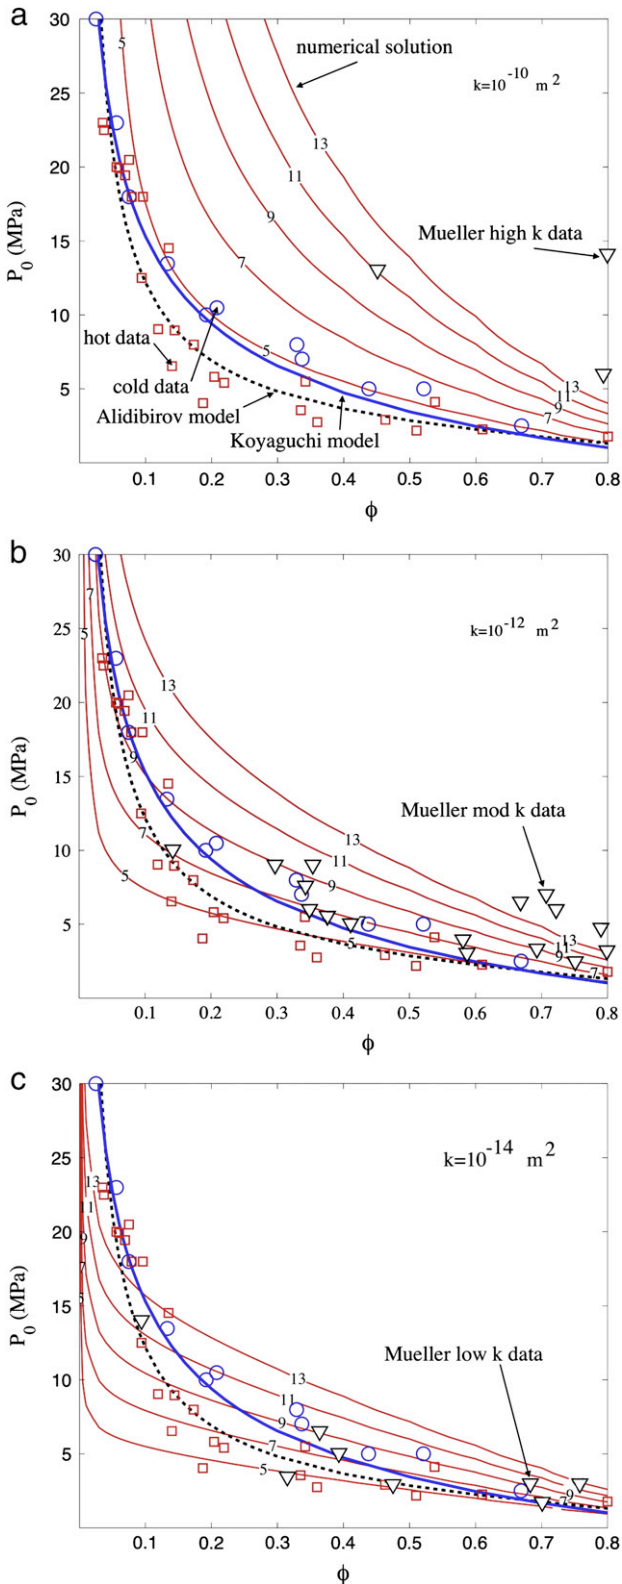 a
30
25
20
15
10
5
P0 (MPa)
numerical solution
k=10^-10 m^2
5
13
11
9
7
Mueller high k data
hot data
cold data
Alidibirov model
Koyaguchi model
5
13
11
9
7
0.1 0.2 0.3 0.4 0.5 0.6 0.7 0.8
ϕ
b
30
25
20
15
10
5
P0 (MPa)
k=10^-12 m^2
7
5
13
11
9
7
5
Mueller mod k data
13
11
9
7
5
13
11
9
7
0.1 0.2 0.3 0.4 0.5 0.6 0.7 0.8
ϕ
c
30
25
20
15
10
5
P0 (MPa)
k=10^-14 m^2
13
11
9
7
5
Mueller low k data
13
11
9
7
5
9
7
0.1 0.2 0.3 0.4 0.5 0.6 0.7 0.8
ϕ